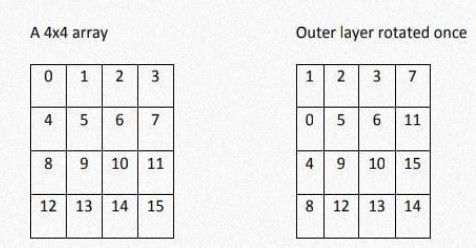 A 4x4 array
0 1 2 3
4 5 6 7
8 9 10 11
12 13 14 15
Outer layer rotated once
1 2 3 7
0 5 6 11
4 9 10 15
8 12 13 14